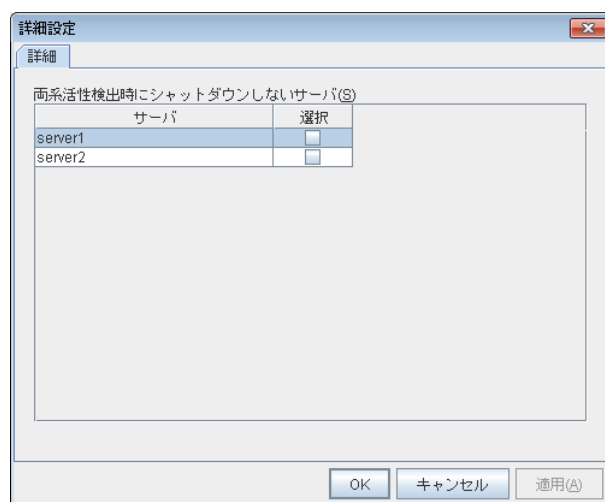 詳細設定
詳細
両系活性検出時にシャットダウンしないサーバ(S)
サーバ 選択
server1
server2
OK キャンセル 適用(A)